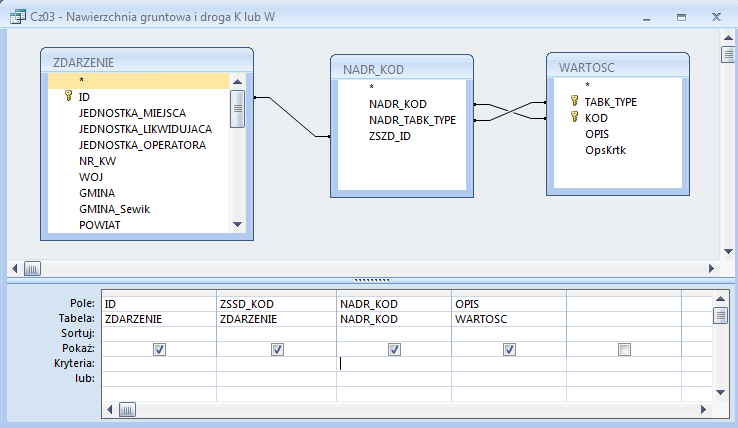 Cz03 - Nawierzchnia gruntowa i droga K lub W
ZDARZENIE
*
ID
JEDNOSTKA_MIEJSCA
JEDNOSTKA_LIKWIDUJACA
JEDNOSTKA_OPERATORA
NR_KW
WOJ
GMINA
GMINA_Sewik
POWIAT
NADR_KOD
*
NADR_KOD
NADR_TABK_TYPE
ZSZD_ID
WARTOSC
*
TABK_TYPE
KOD
OPIS
OpsKrtk
Pole: ID ZSSD_KOD NADR_KOD OPIS
Tabela: ZDARZENIE ZDARZENIE NADR_KOD WARTOSC
Sortuj:
Pokaż:
Kryteria:
lub: